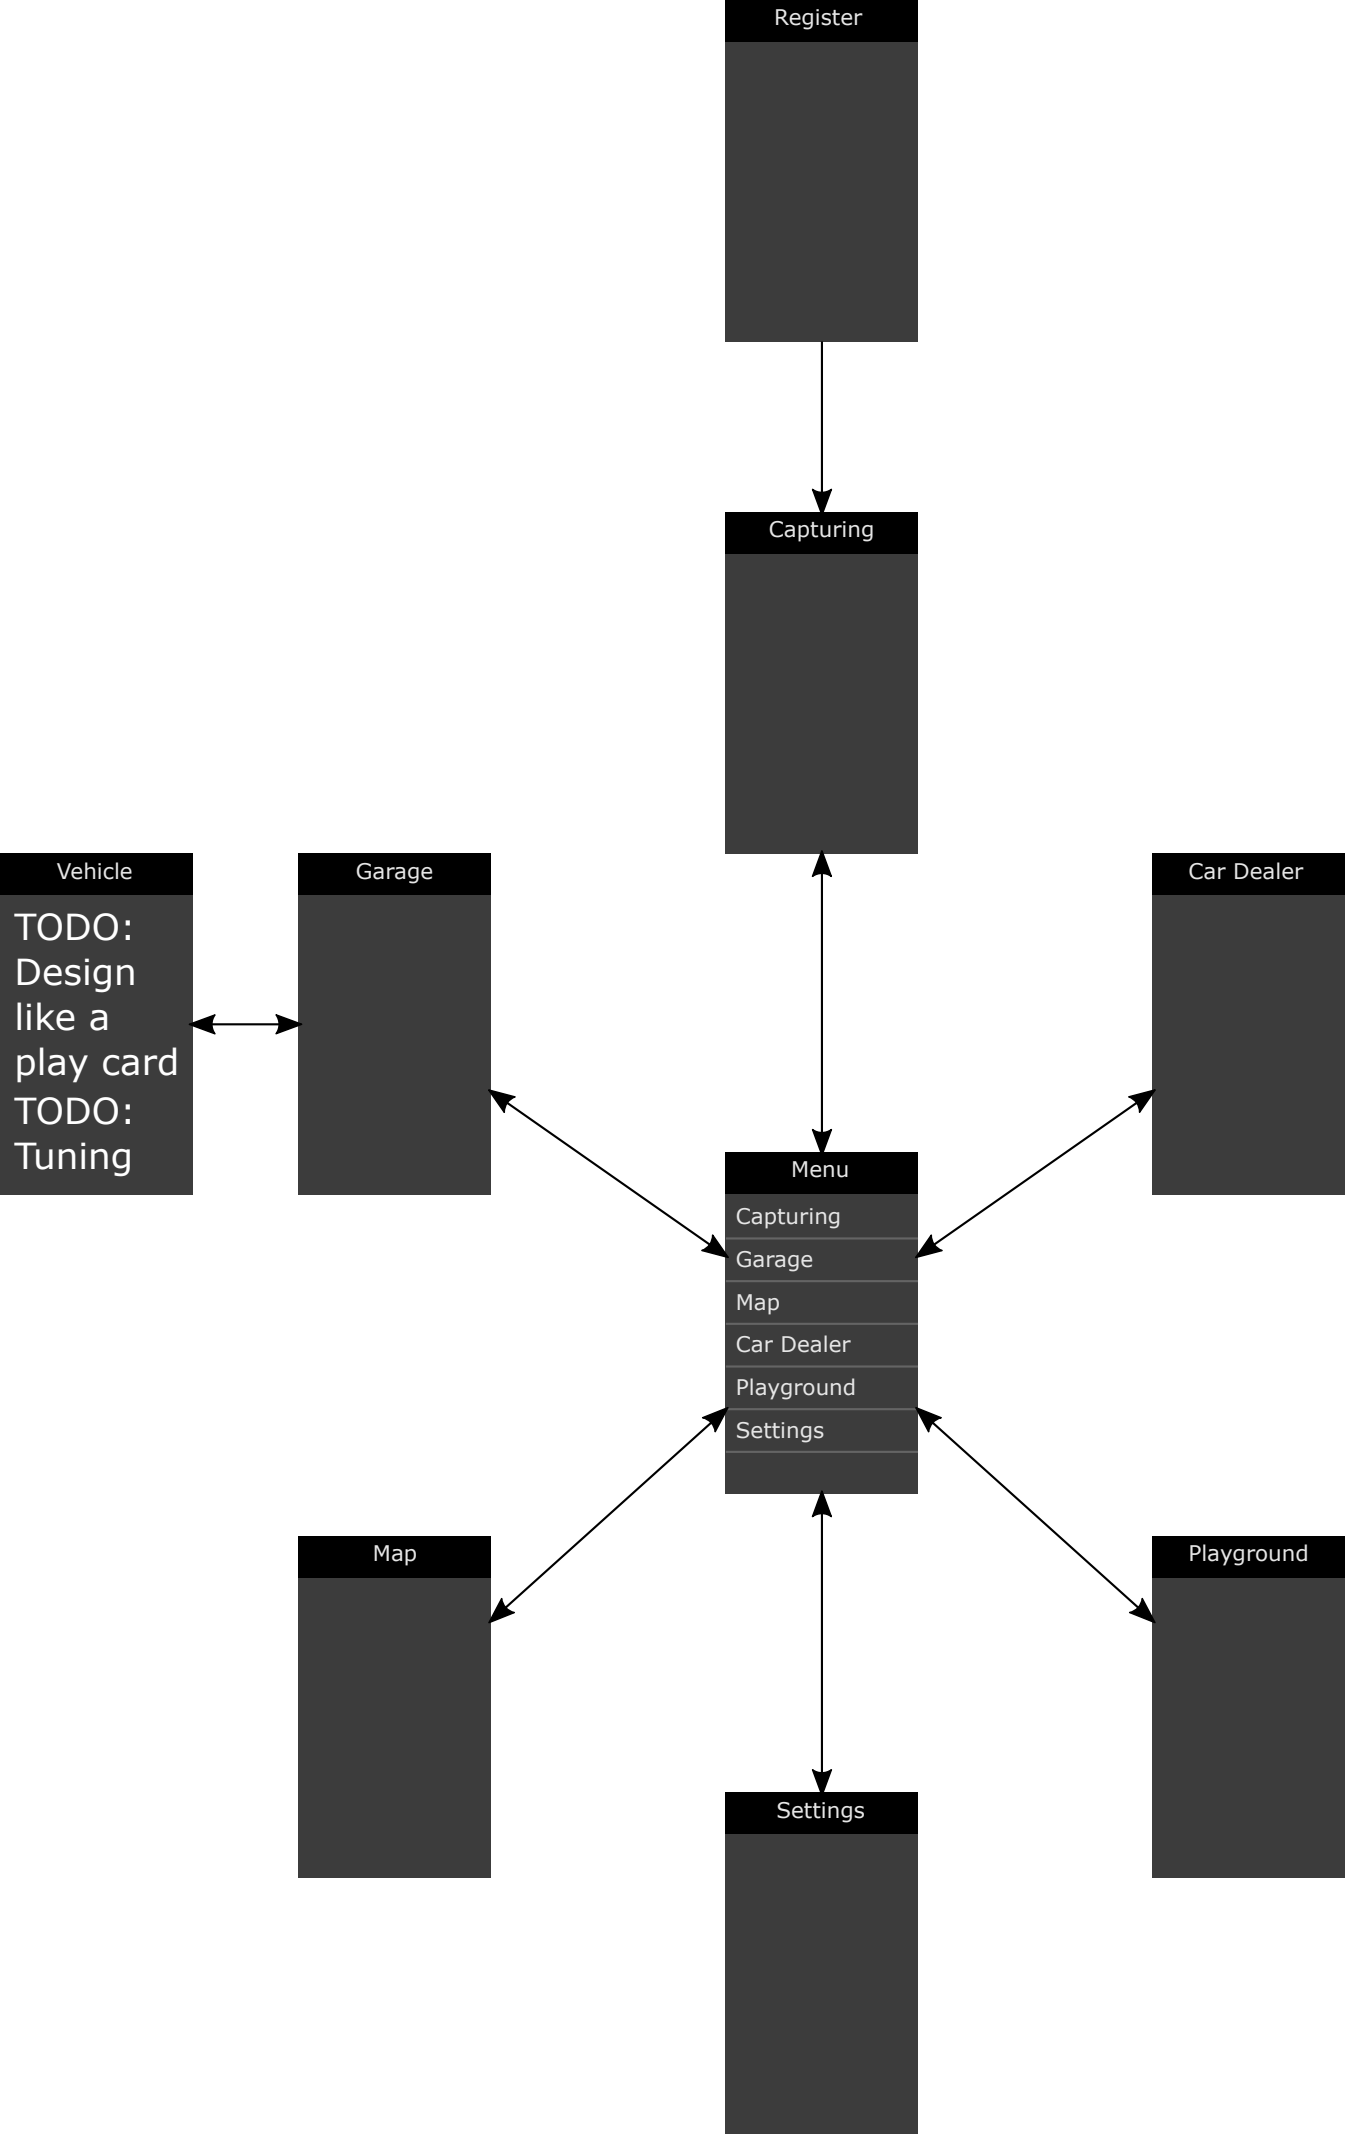 Register
Capturing
Vehicle
TODO:
Design
like a
play card
TODO:
Tuning
Garage
Car Dealer
Menu
Capturing
Garage
Map
Car Dealer
Playground
Settings
Map
Playground
Settings